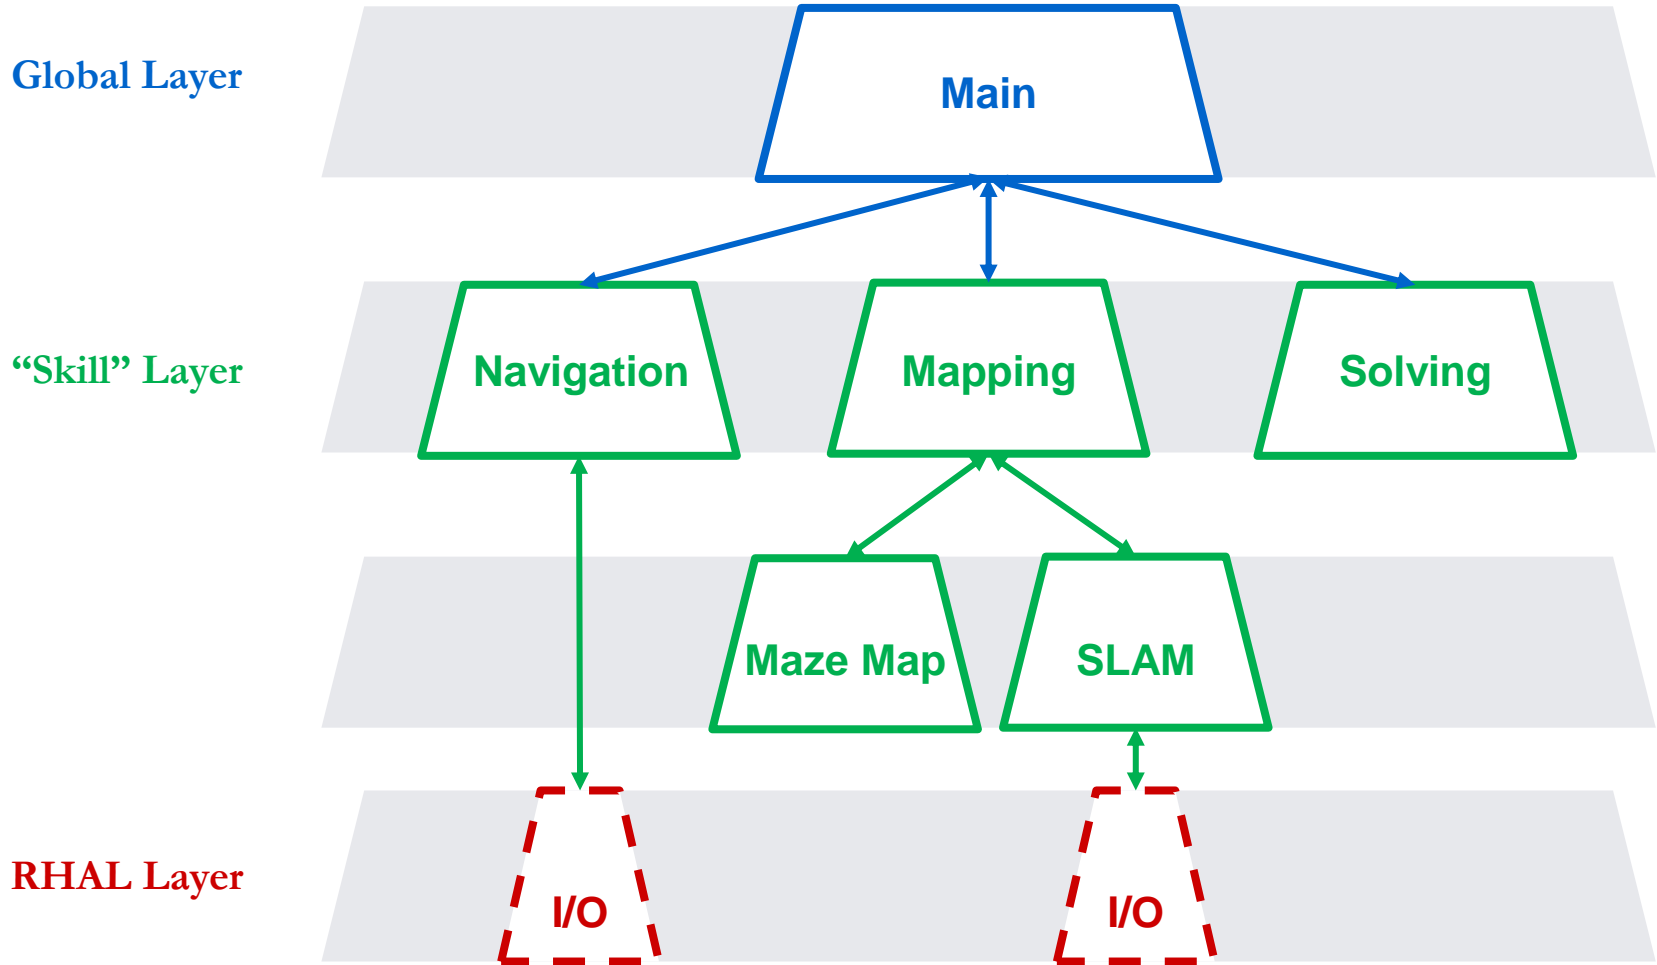 Global Layer
Main
“Skill” Layer
Navigation
Mapping
Solving
Maze Map
SLAM
RHAL Layer
I/O
I/O